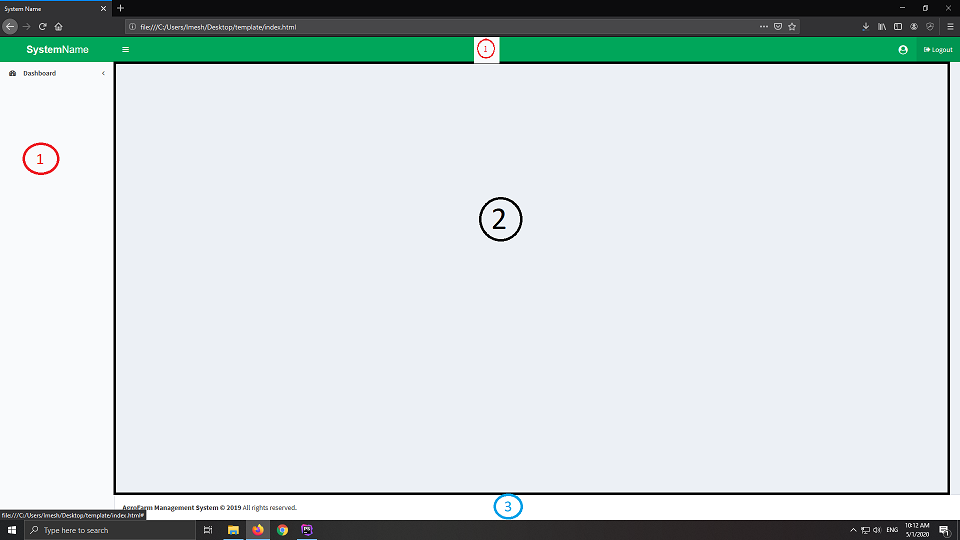 System Name
file:///C:/Users/Imesh/Desktop/template/index.html
SystemName
1
Logout
Dashboard
1
2
AgroFarm Management System © 2019 All rights reserved.
3
file:///C:/Users/Imesh/Desktop/template/index.html#
Type here to search
PS
ENG
10:12 AM
5/1/2020
1